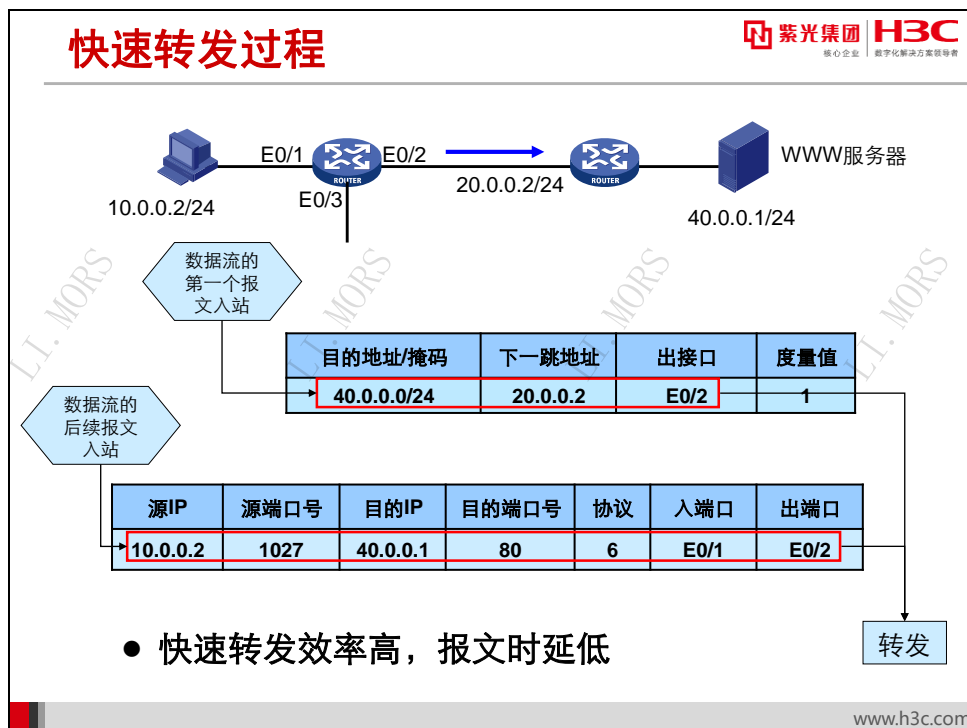 快速转发过程
紫光集团 H3C
核心企业 数字化解决方案领导者
E0/1
ROUTER
E0/2
E0/3
20.0.0.2/24
ROUTER
WWW服务器
10.0.0.2/24
40.0.0.1/24
数据流的
第一个报
文入站
目的地址/掩码 下一跳地址 出接口 度量值
40.0.0.0/24 20.0.0.2 E0/2 1
数据流的
后续报文
入站
源IP 源端口号 目的IP 目的端口号 协议 入端口 出端口
10.0.0.2 1027 40.0.0.1 80 6 E0/1 E0/2
● 快速转发效率高，报文时延低
转发
LI. MORS
LI. MORS
LI. MORS
LI. MORS
www.h3c.com